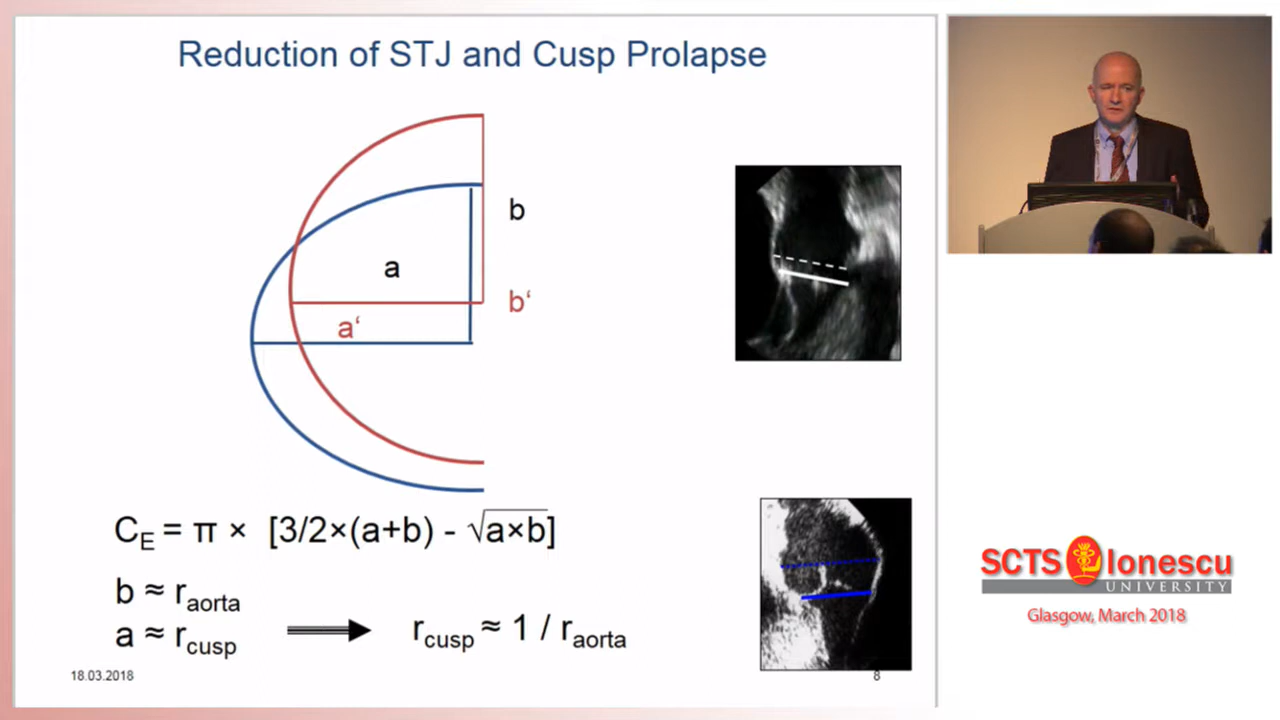 Reduction of STJ and Cusp Prolapse
b
a
b‘
a‘
C_E = π × [3/2×(a+b) - √a×b]
b ≈ r_aorta
a ≈ r_cusp
r_cusp ≈ 1 / r_aorta
18.03.2018
8
SCTS Ionescu
UNIVERSITY
Glasgow, March 2018